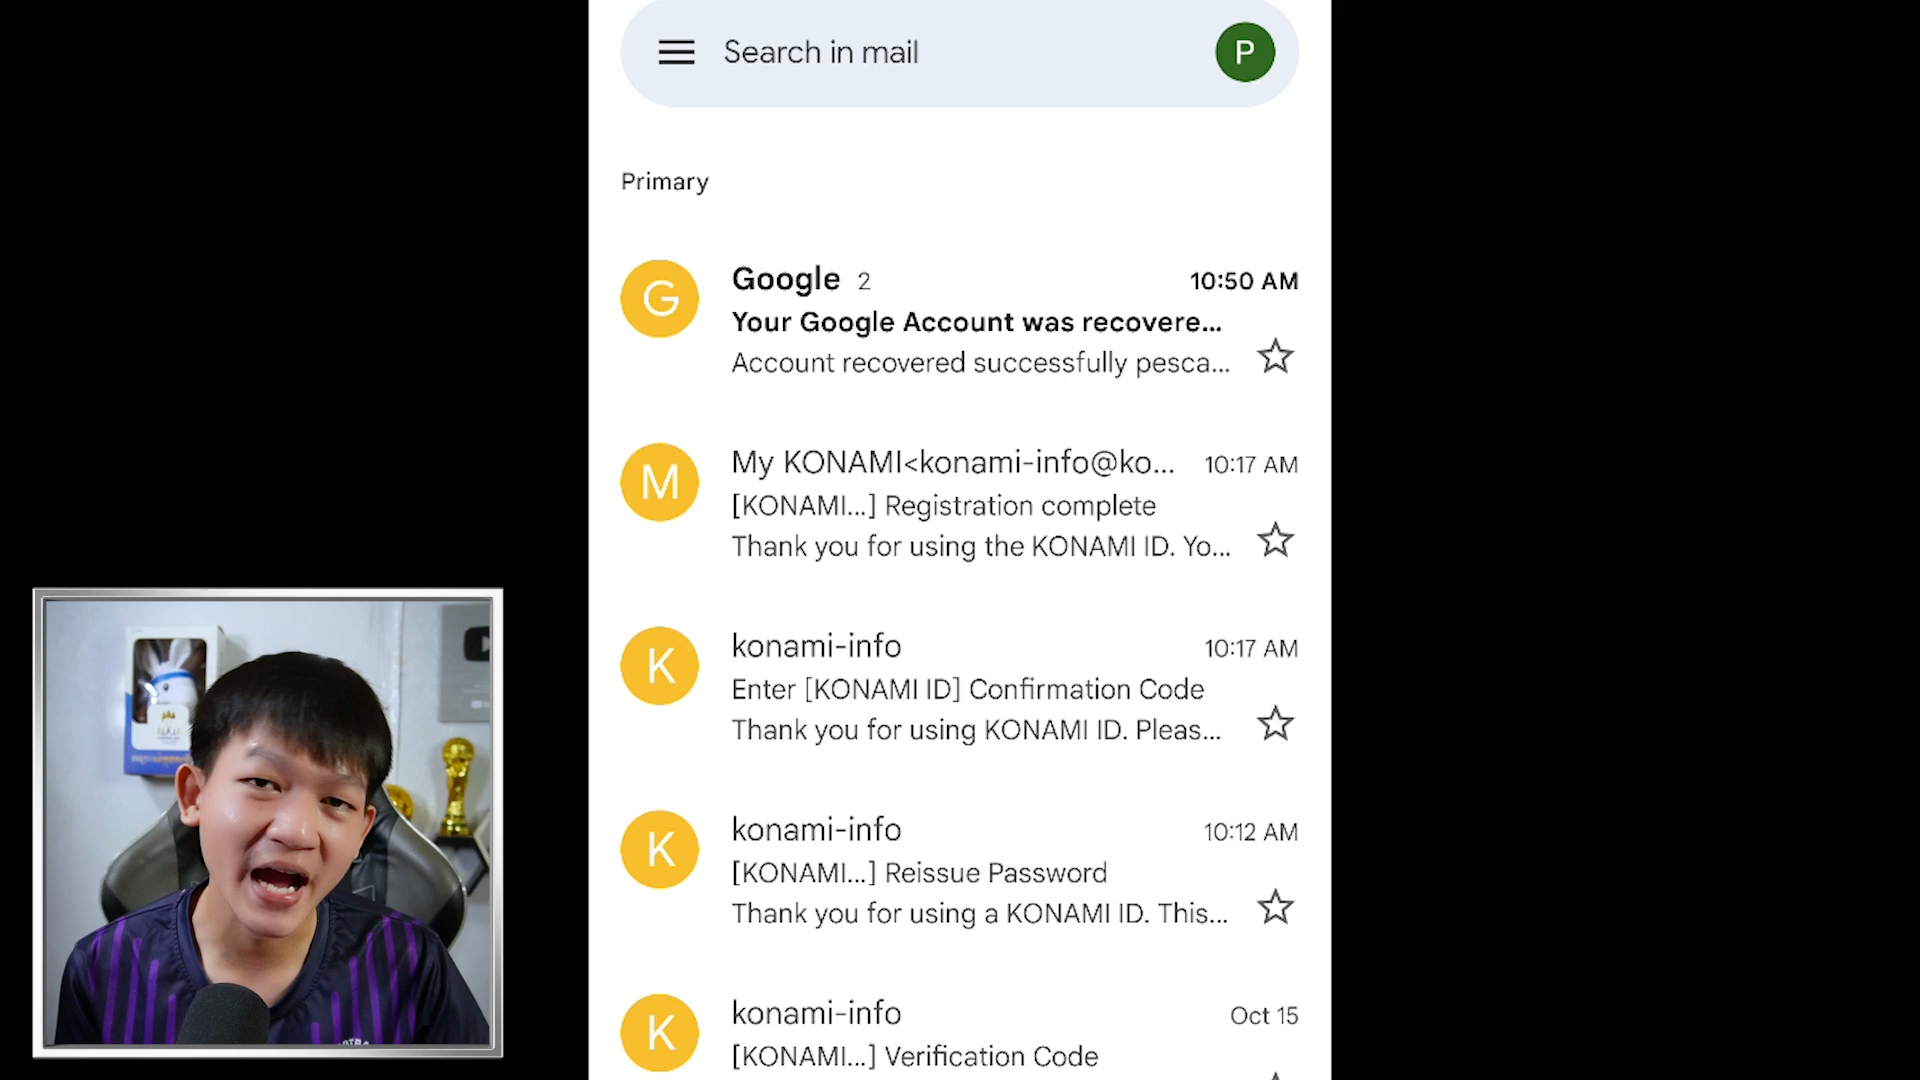 Search in mail
P
Primary
G
Google 2
10:50 AM
Your Google Account was recovere...
Account recovered successfully pesca...
M
My KONAMI<konami-info@ko...
10:17 AM
[KONAMI...] Registration complete
Thank you for using the KONAMI ID. Yo...
K
konami-info
10:17 AM
Enter [KONAMI ID] Confirmation Code
Thank you for using KONAMI ID. Pleas...
K
konami-info
10:12 AM
[KONAMI...] Reissue Password
Thank you for using a KONAMI ID. This...
K
konami-info
Oct 15
[KONAMI...] Verification Code